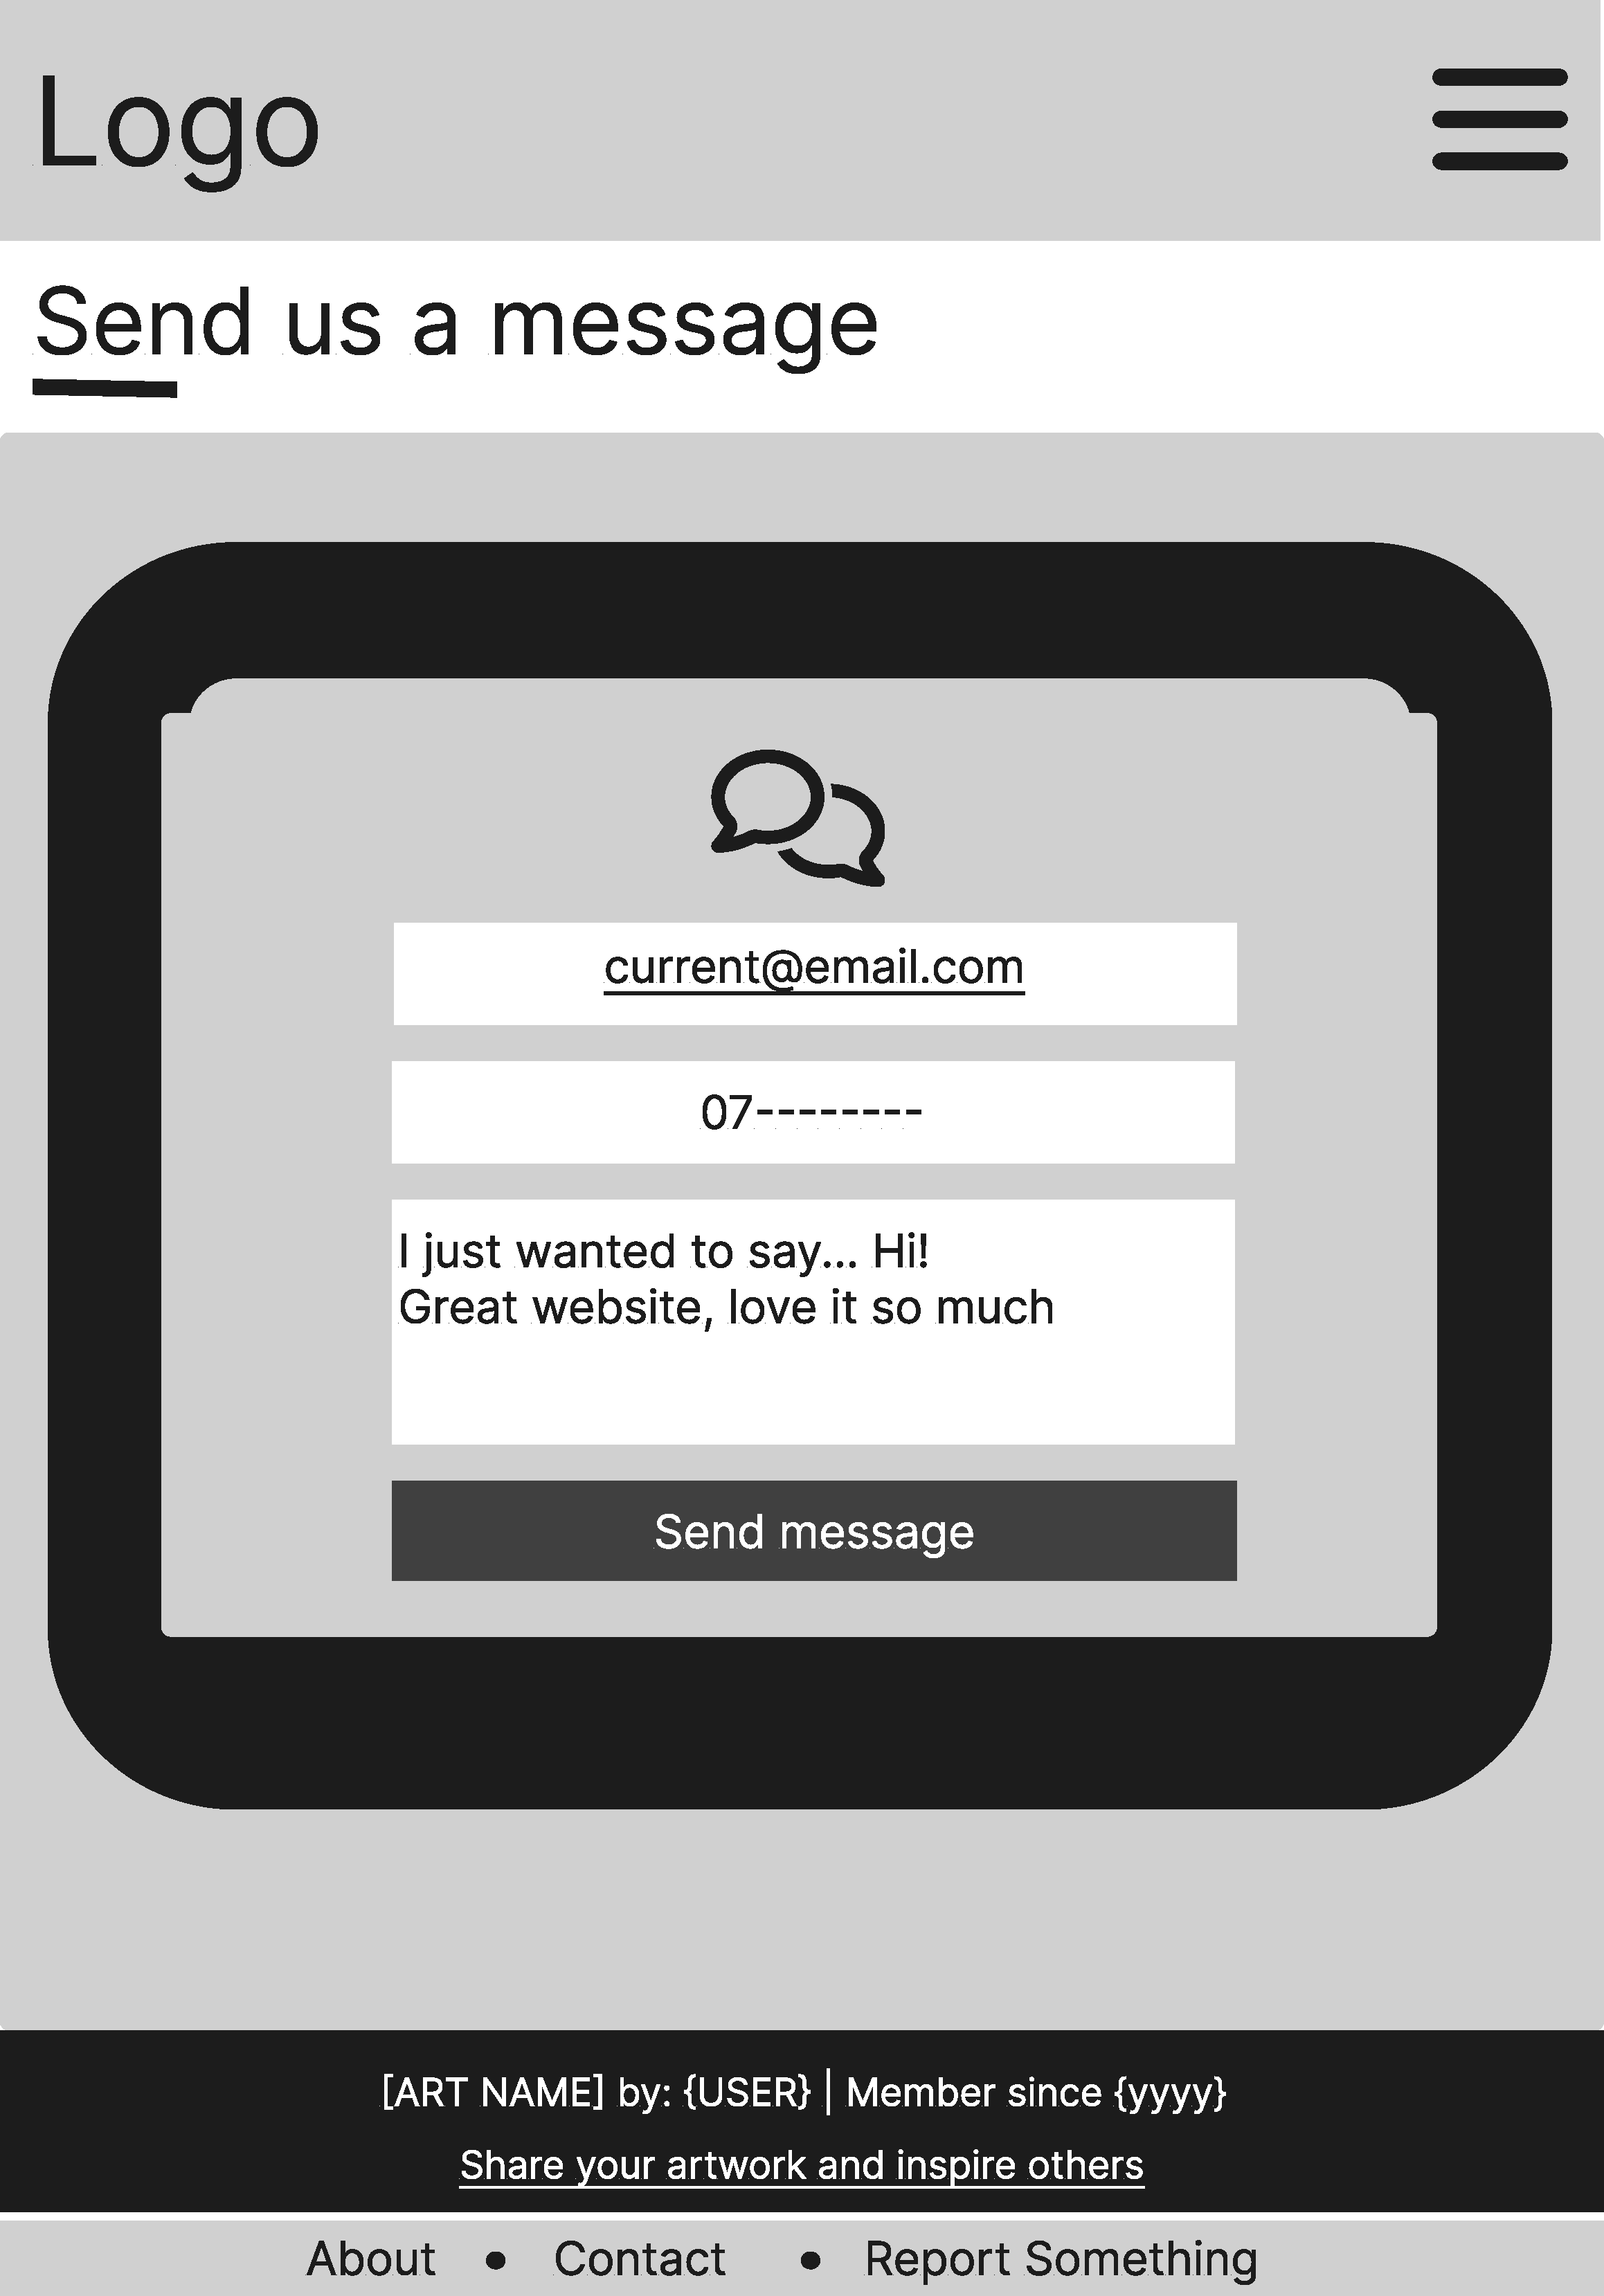 Logo
Send us a message
current@email.com
07--------
I just wanted to say... Hi!
Great website, love it so much
Send message
[ART NAME] by: {USER} | Member since {yyyy}
Share your artwork and inspire others
About • Contact • Report Something